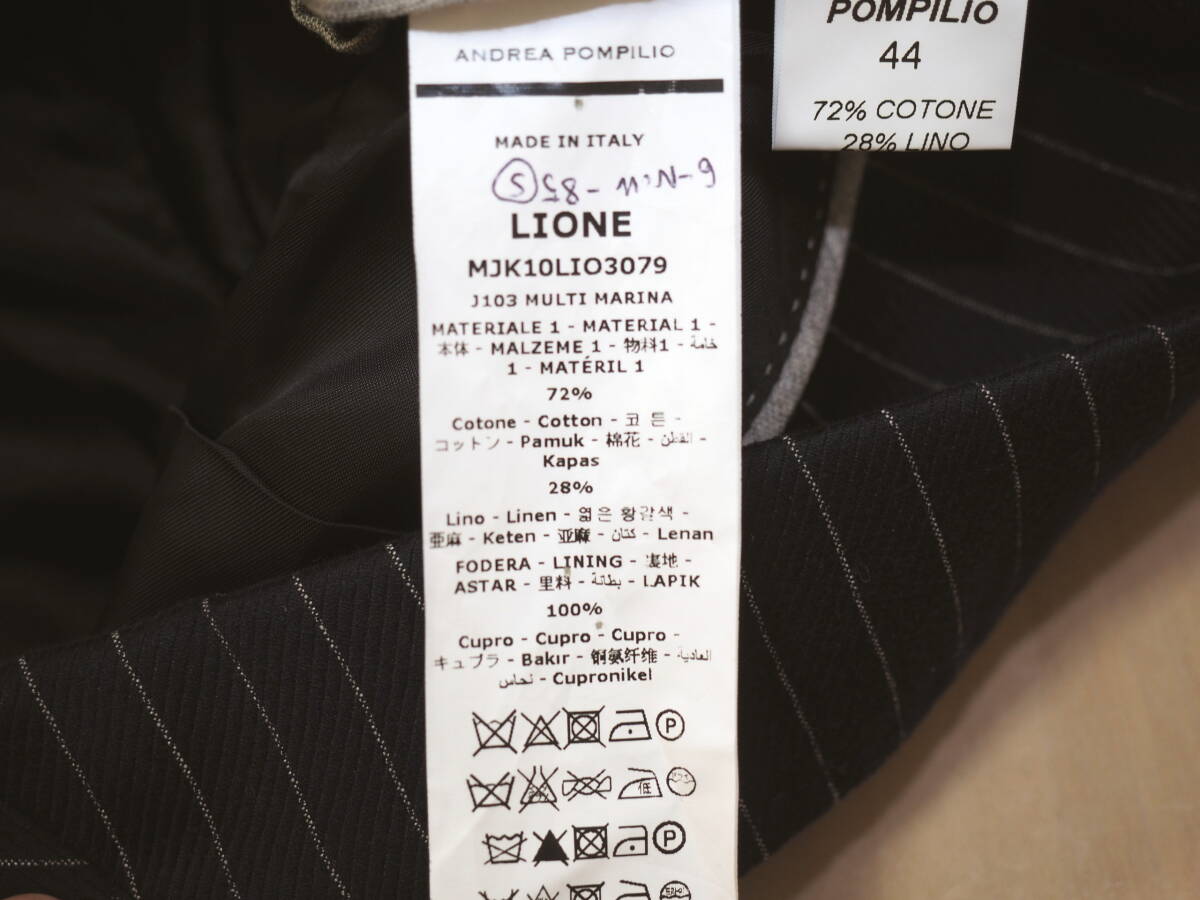 ANDREA POMPILIO
MADE IN ITALY
LIONE
MJK10LIO3079
J103 MULTI MARINA
MATERIALE 1 - MATERIAL 1 -
本体 - MALZEME 1 - 物料1 - خامة
1 - MATÉRIL 1
72%
Cotone - Cotton - 코 튼 -
コットン - Pamuk - 棉花 - القطن -
Kapas
28%
Lino - Linen - 엷은 황갈색 -
亜麻 - Keten - 亚麻 - كتان - Lenan
FODERA - LINING - 裏地 -
ASTAR - 里料 - بطانة - LAPIK
100%
Cupro - Cupro - Cupro -
キュプラ - Bakır - 铜氨纤维 - العادية
نحاس - Cupronikel
P
低
ドライ
P
POMPILIO
44
72% COTONE
28% LINO